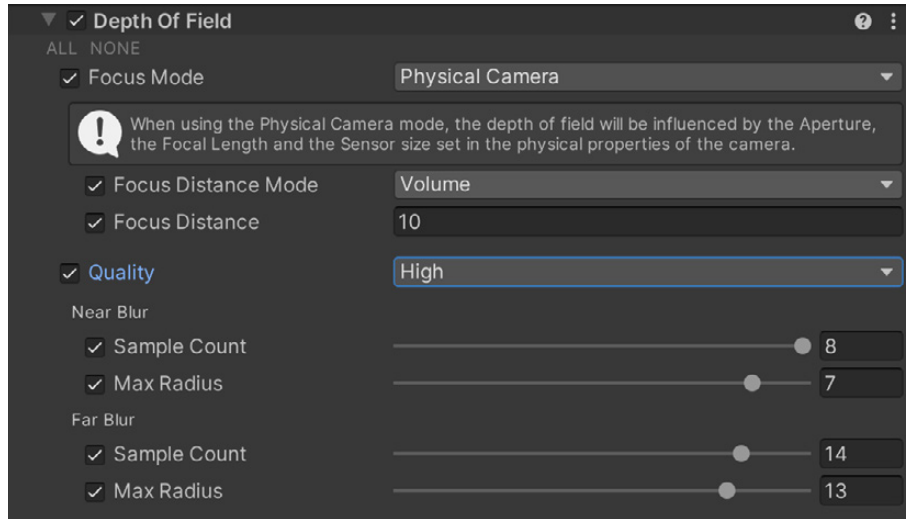 Depth Of Field
ALL NONE
Focus Mode Physical Camera
When using the Physical Camera mode, the depth of field will be influenced by the Aperture,
the Focal Length and the Sensor size set in the physical properties of the camera.
Focus Distance Mode Volume
Focus Distance 10
Quality High
Near Blur
Sample Count 8
Max Radius 7
Far Blur
Sample Count 14
Max Radius 13